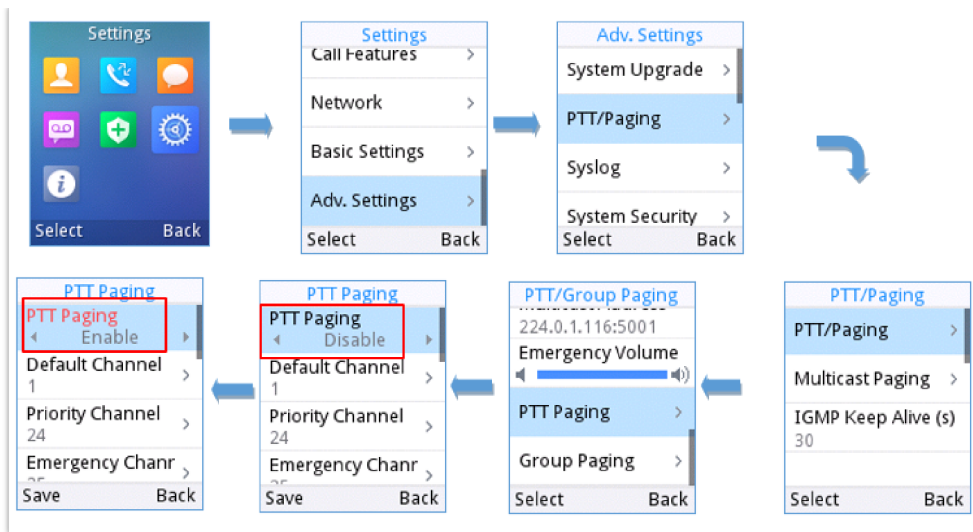 Settings
Select Back
Settings
Call Features
Network
Basic Settings
Adv. Settings
Select Back
Adv. Settings
System Upgrade
PTT/Paging
Syslog
System Security
Select Back
PTT Paging
PTT Paging
Enable
Default Channel
1
Priority Channel
24
Emergency Chanr
25
Save Back
PTT Paging
PTT Paging
Disable
Default Channel
1
Priority Channel
24
Emergency Chanr
25
Save Back
PTT/Group Paging
Multicast Address
224.0.1.116:5001
Emergency Volume
PTT Paging
Group Paging
Select Back
PTT/Paging
PTT/Paging
Multicast Paging
IGMP Keep Alive (s)
30
Select Back